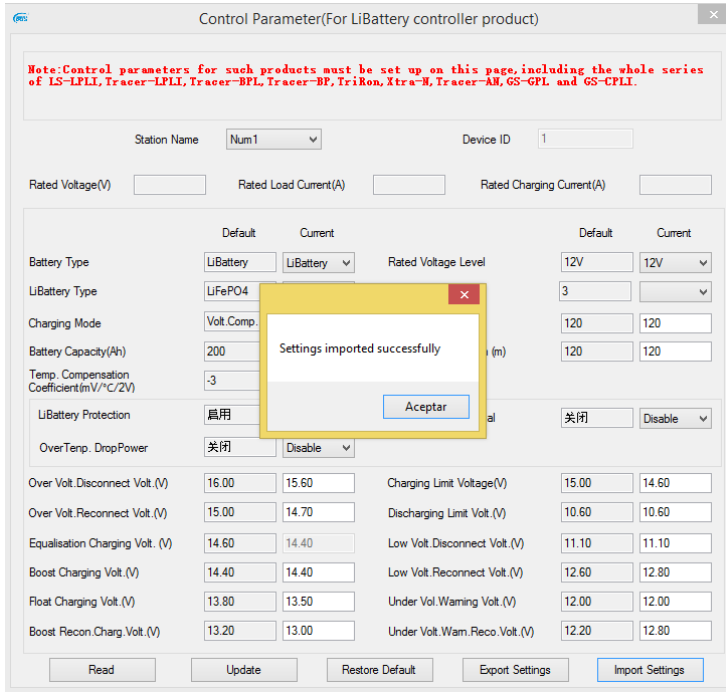 Control Parameter(For LiBattery controller product)
Note:Control parameters for such products must be set up on this page,including the whole series
of LS-LPLI,Tracer-LPLI,Tracer-BPL,Tracer-BP,TriRon,Xtra-N,Tracer-AN,GS-GPL and GS-CPLI.
Station Name Num1 Device ID 1
Rated Voltage(V) Rated Load Current(A) Rated Charging Current(A)
Default Current Default Current
Battery Type LiBattery LiBattery Rated Voltage Level 12V 12V
LiBattery Type LiFePO4 3
Charging Mode Volt.Comp. 120 120
Battery Capacity(Ah) 200 (m) 120 120
Temp. Compensation
Coefficient(mV/°C/2V) -3
Settings imported successfully
Aceptar
LiBattery Protection 启用 al 关闭 Disable
OverTenp. DropPower 关闭 Disable
Over Volt.Disconnect Volt.(V) 16.00 15.60 Charging Limit Voltage(V) 15.00 14.60
Over Volt.Reconnect Volt.(V) 15.00 14.70 Discharging Limit Volt.(V) 10.60 10.60
Equalisation Charging Volt. (V) 14.60 14.40 Low Volt.Disconnect Volt.(V) 11.10 11.10
Boost Charging Volt.(V) 14.40 14.40 Low Volt.Reconnect Volt.(V) 12.60 12.80
Float Charging Volt.(V) 13.80 13.50 Under Vol.Warning Volt.(V) 12.00 12.00
Boost Recon.Charg.Volt.(V) 13.20 13.00 Under Volt.Warn.Reco.Volt.(V) 12.20 12.80
Read Update Restore Default Export Settings Import Settings